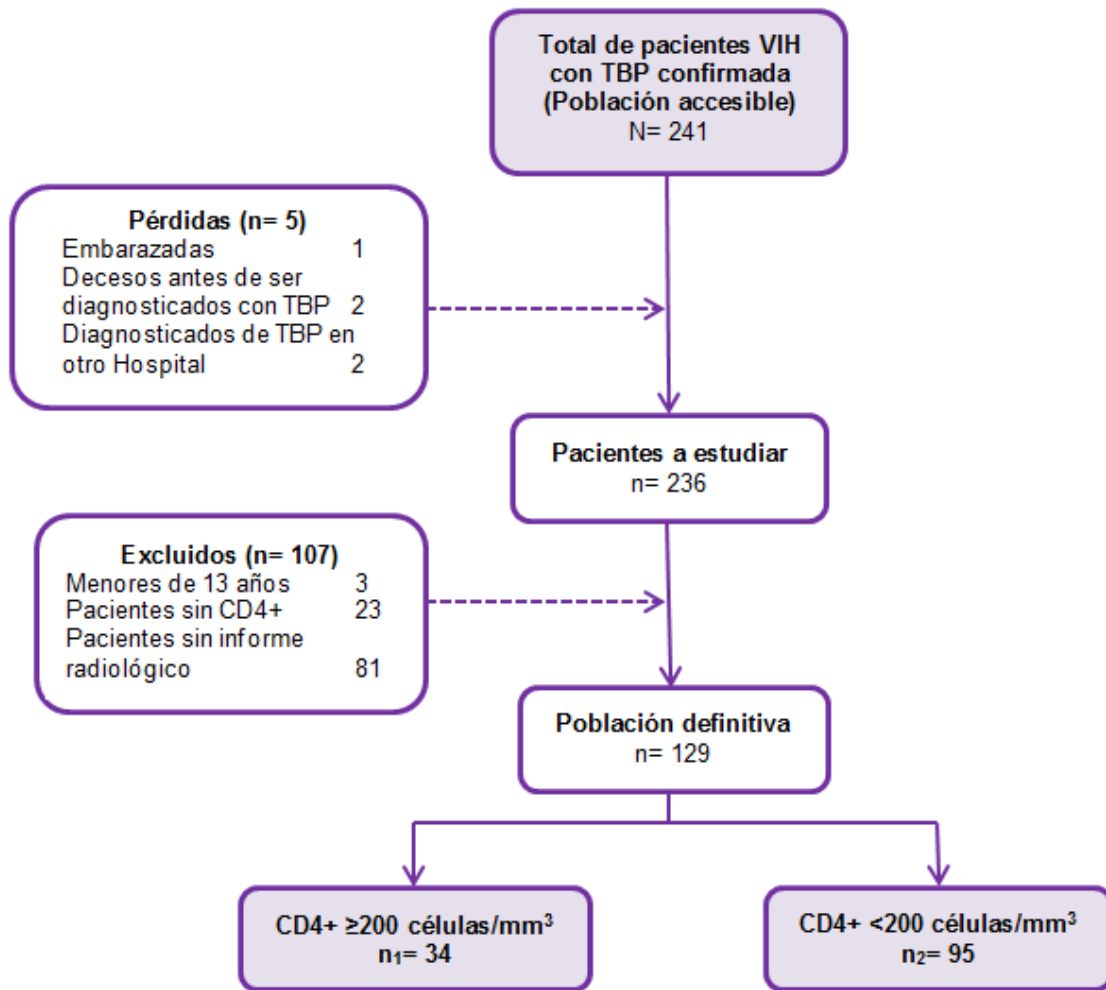 Total de pacientes VIH
con TBP confirmada
(Población accesible)
N= 241
Pérdidas (n= 5)
Embarazadas 1
Decesos antes de ser
diagnosticados con TBP 2
Diagnosticados de TBP en
otro Hospital 2
Pacientes a estudiar
n= 236
Excluidos (n= 107)
Menores de 13 años 3
Pacientes sin CD4+ 23
Pacientes sin informe
radiológico 81
Población definitiva
n= 129
CD4+ ≥200 células/mm³
n₁= 34
CD4+ <200 células/mm³
n₂= 95